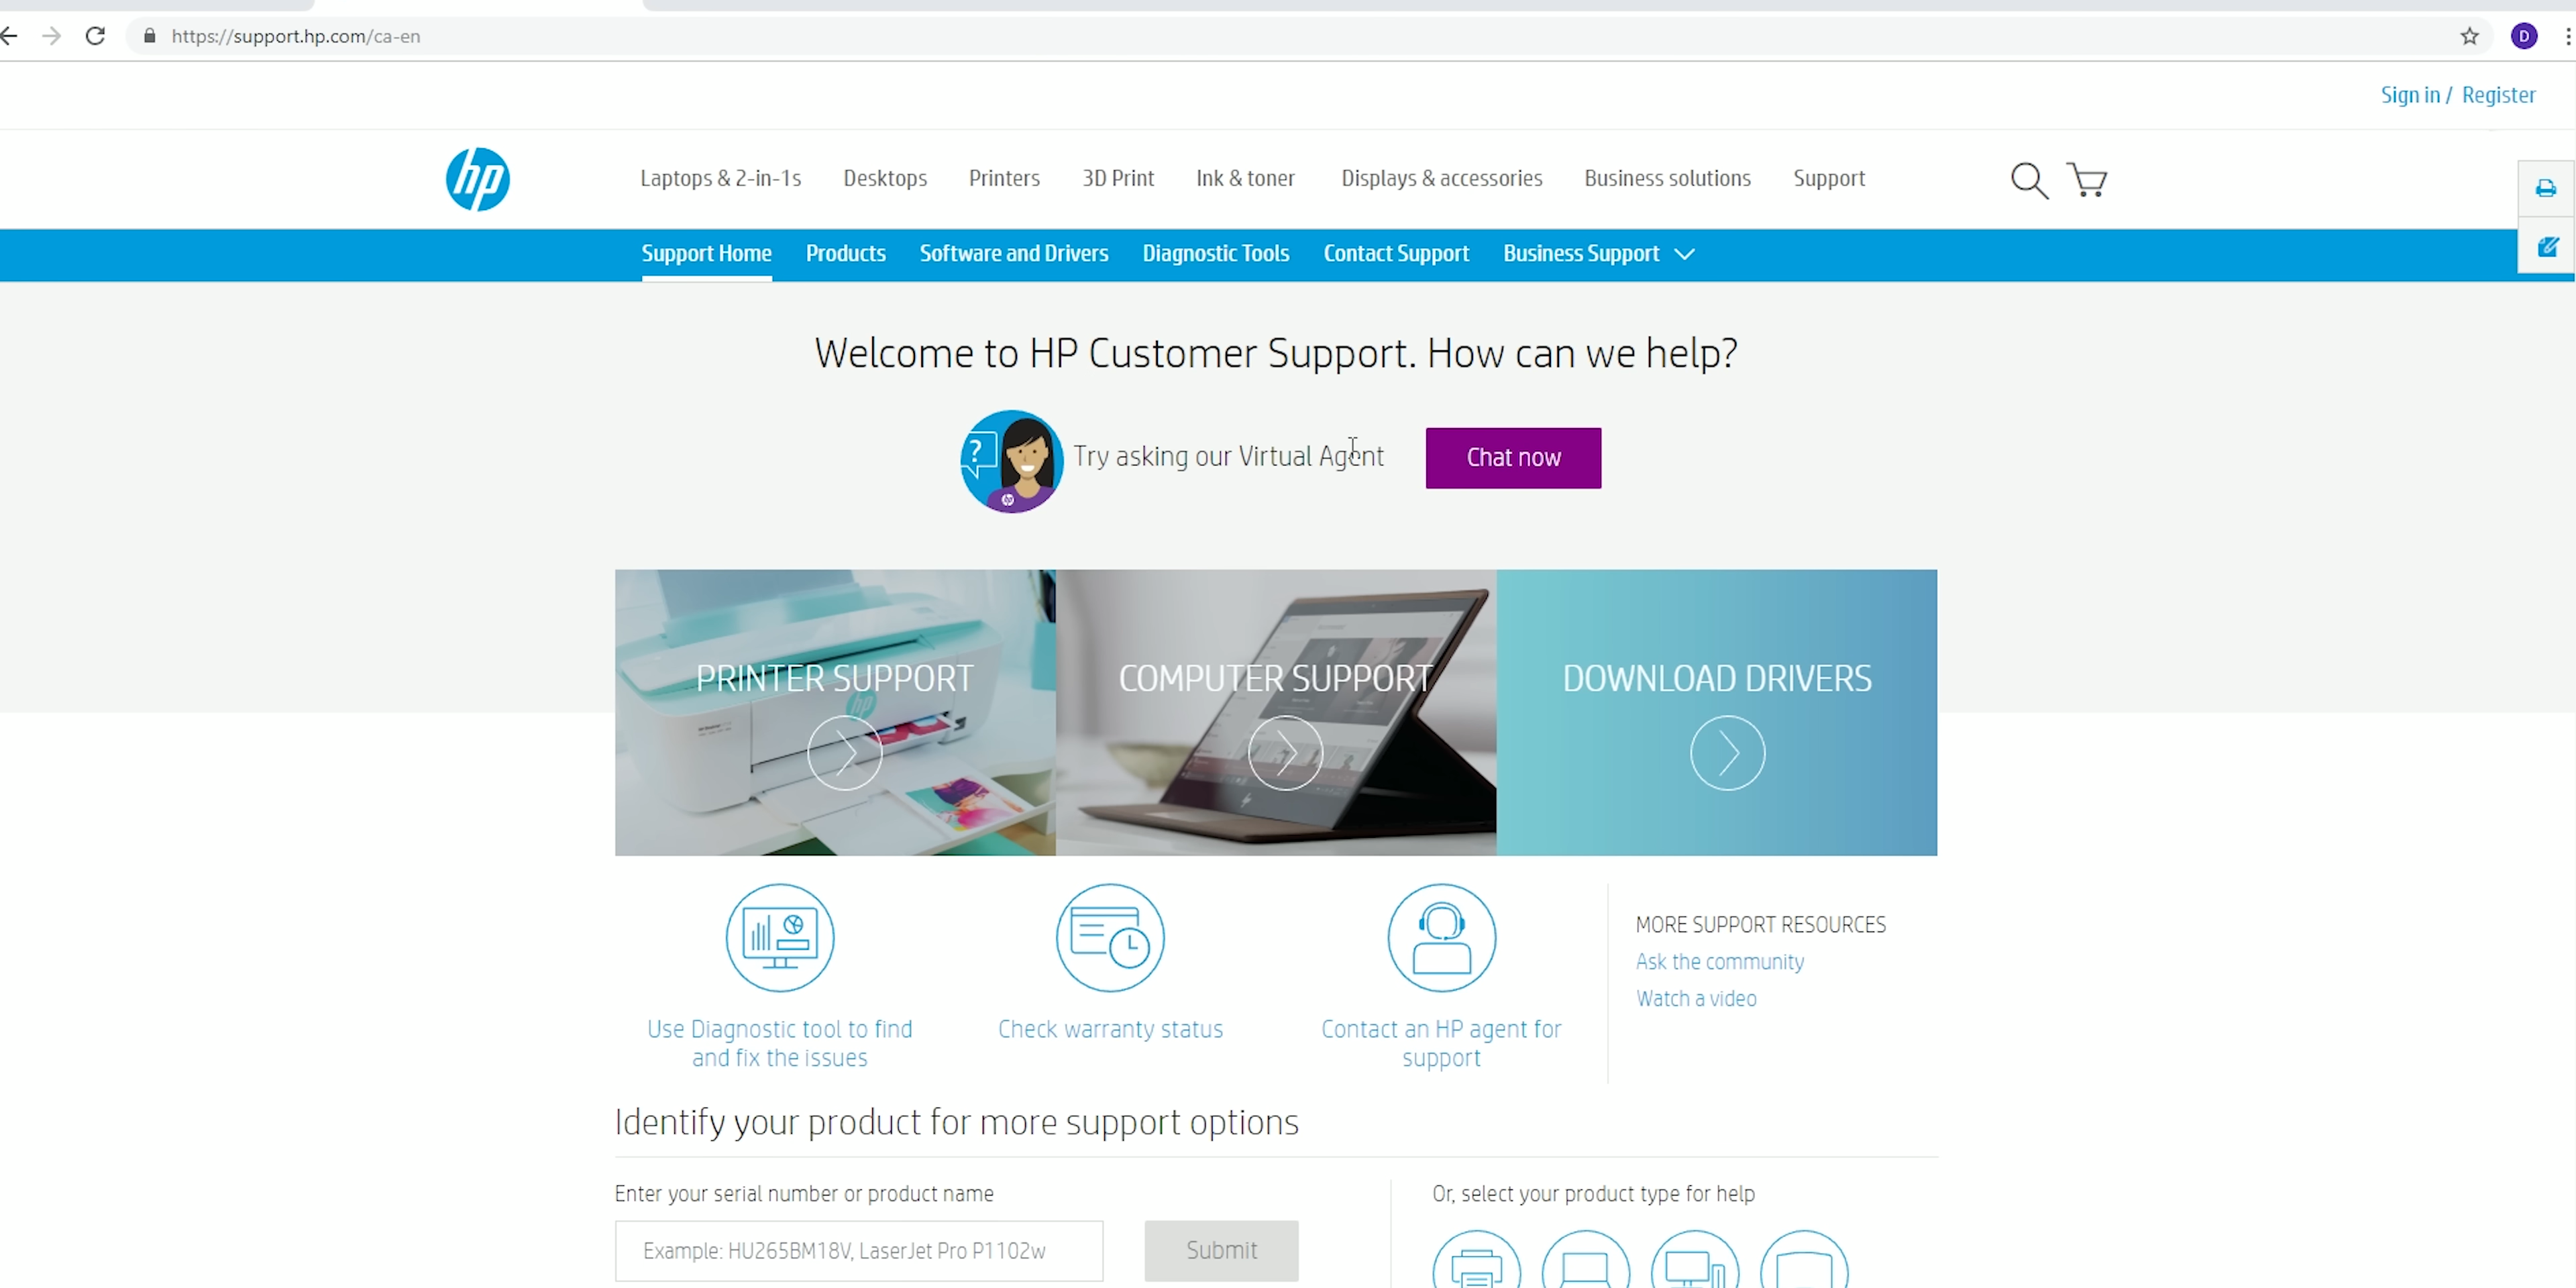 https://support.hp.com/ca-en
D
Sign in / Register
hp
Laptops & 2-in-1s Desktops Printers 3D Print Ink & toner Displays & accessories Business solutions Support
Support Home Products Software and Drivers Diagnostic Tools Contact Support Business Support
Welcome to HP Customer Support. How can we help?
?
hp
Try asking our Virtual Agent Chat now
PRINTER SUPPORT COMPUTER SUPPORT DOWNLOAD DRIVERS
hp
MORE SUPPORT RESOURCES
Ask the community
Watch a video
Use Diagnostic tool to find
and fix the issues
Check warranty status
Contact an HP agent for
support
Identify your product for more support options
Enter your serial number or product name
Example: HU265BM18V, LaserJet Pro P1102w
Submit
Or, select your product type for help